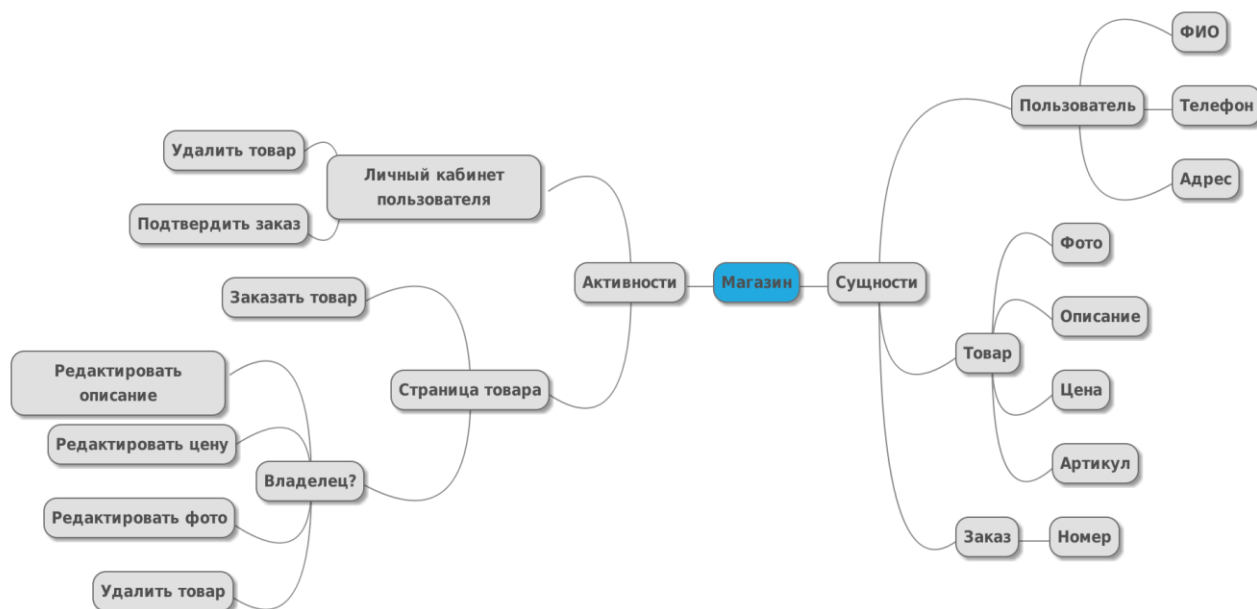 ФИО
Пользователь
Телефон
Адрес
Удалить товар
Личный кабинет
пользователя
Подтвердить заказ
Активности
Магазин
Сущности
Фото
Описание
Товар
Цена
Артикул
Заказ
Номер
Заказать товар
Страница товара
Редактировать
описание
Редактировать цену
Владелец?
Редактировать фото
Удалить товар